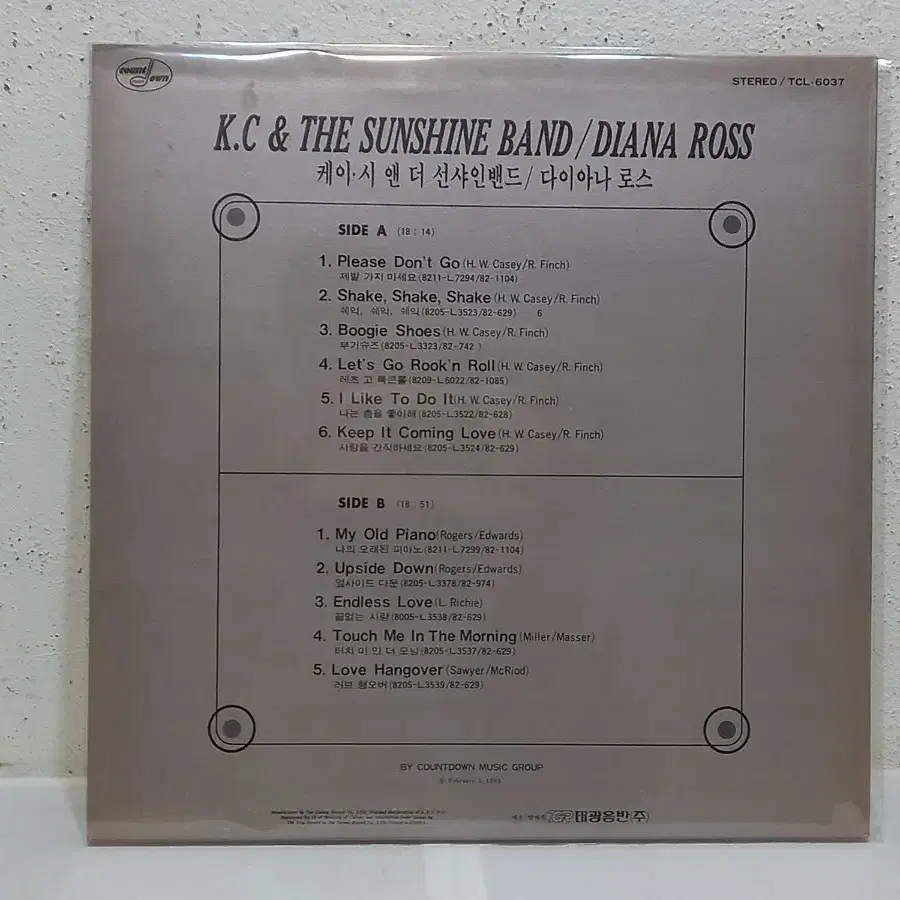 count down
STEREO / TCL-6037
K.C & THE SUNSHINE BAND/DIANA ROSS
케이·시 앤 더 선샤인밴드/ 다이아나 로스
SIDE A (18 : 14)
1. Please Don't Go (H. W. Casey/R. Finch)
제발 가지 마세요 (8211-L.7294/82-1104)
2. Shake, Shake, Shake (H. W. Casey/R. Finch)
쉐익, 쉐익, 쉐익 (8205-L.3523/82-629) 6
3. Boogie Shoes (H. W. Casey/R. Finch)
부기슈즈 (8205-L.3323/82-742 )
4. Let's Go Rook'n Roll (H. W. Casey/R. Finch)
레츠 고 록큰롤 (8209-L.6022/82-1085)
5. I Like To Do It (H. W. Casey/R. Finch)
나는 춤을 좋아해 (8205-L.3522/82-628)
6. Keep It Coming Love (H. W. Casey/R. Finch)
사랑을 간직하세요 (8205-L.3524/82-629)
SIDE B (18 : 51)
1. My Old Piano (Rogers/Edwards)
나의 오래된 피아노 (8211-L.7299/82-1104)
2. Upside Down (Rogers/Edwards)
옆사이드 다운 (8205-L.3378/82-974)
3. Endless Love (L. Richie)
끝없는 사랑 (8005-L.3538/82-629)
4. Touch Me In The Morning (Miller/Masser)
터치 미 인 더 모닝 (8205-L.3537/82-629)
5. Love Hangover (Sawyer/McRiod)
러브 행오버 (8205-L.3539/82-629)
BY COUNTDOWN MUSIC GROUP
태광음반(주)